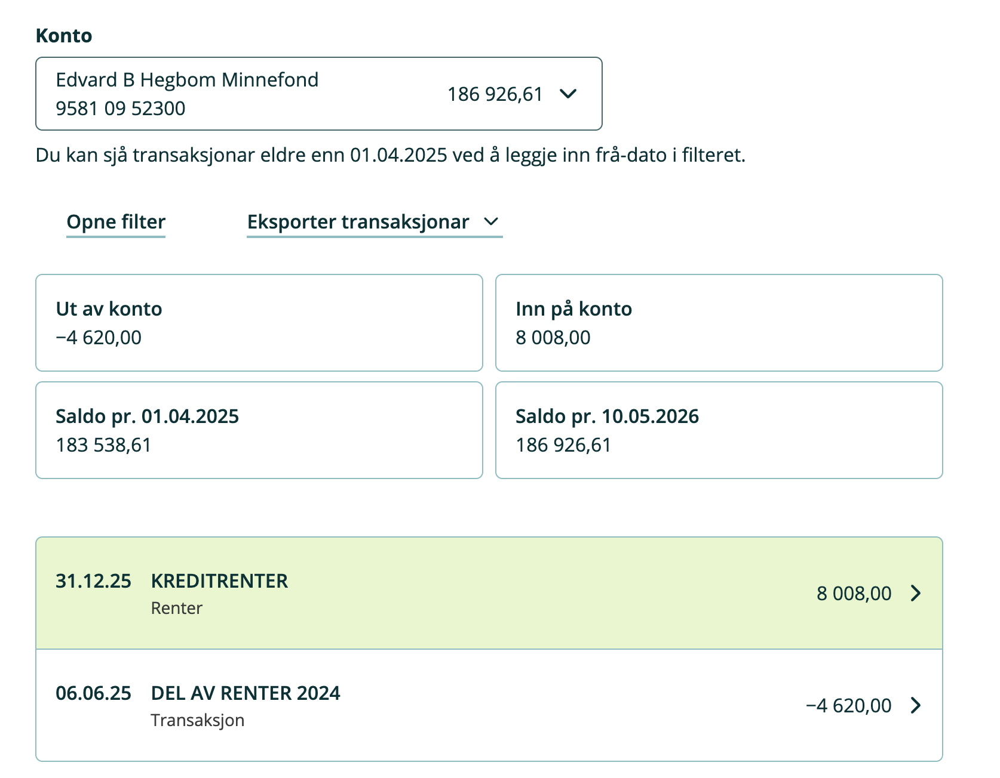 Konto
Edvard B Hegbom Minnefond
9581 09 52300
186 926,61
Du kan sjå transaksjonar eldre enn 01.04.2025 ved å leggje inn frå-dato i filteret.
Opne filter
Eksporter transaksjonar
Ut av konto
−4 620,00
Inn på konto
8 008,00
Saldo pr. 01.04.2025
183 538,61
Saldo pr. 10.05.2026
186 926,61
31.12.25 KREDITRENTER
Renter
8 008,00
06.06.25 DEL AV RENTER 2024
Transaksjon
−4 620,00